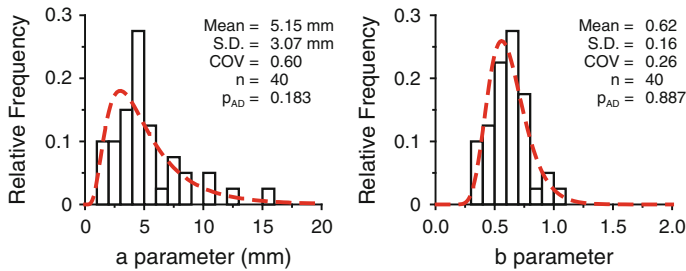 Relative Frequency
0.3
0.2
0.1
0
Mean = 5.15 mm
S.D. = 3.07 mm
COV = 0.60
n = 40
pAD = 0.183
0 5 10 15 20
a parameter (mm)
Relative Frequency
0.3
0.2
0.1
0
Mean = 0.62
S.D. = 0.16
COV = 0.26
n = 40
pAD = 0.887
0.0 0.5 1.0 1.5 2.0
b parameter